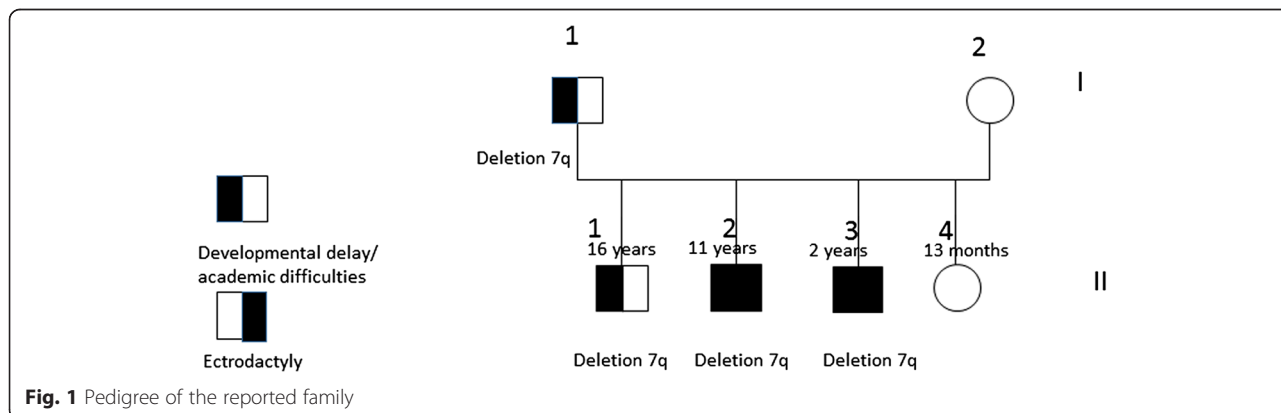 1
2
I
Deletion 7q
Developmental delay/
academic difficulties
Ectrodactyly
1
2
3
4
16 years
11 years
2 years
13 months
II
Deletion 7q
Deletion 7q
Deletion 7q
Fig. 1 Pedigree of the reported family